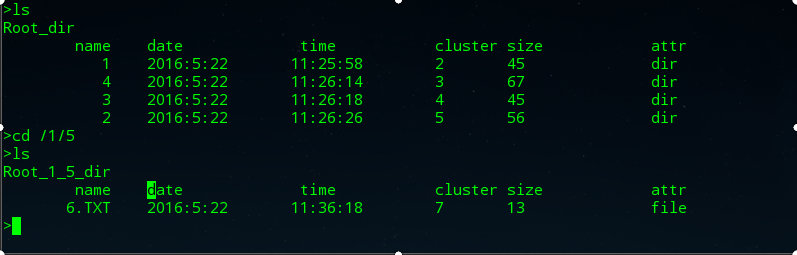 >ls
Root_dir
name date time cluster size attr
1 2016:5:22 11:25:58 2 45 dir
4 2016:5:22 11:26:14 3 67 dir
3 2016:5:22 11:26:18 4 45 dir
2 2016:5:22 11:26:26 5 56 dir
>cd /1/5
>ls
Root_1_5_dir
name date time cluster size attr
6.TXT 2016:5:22 11:36:18 7 13 file
>